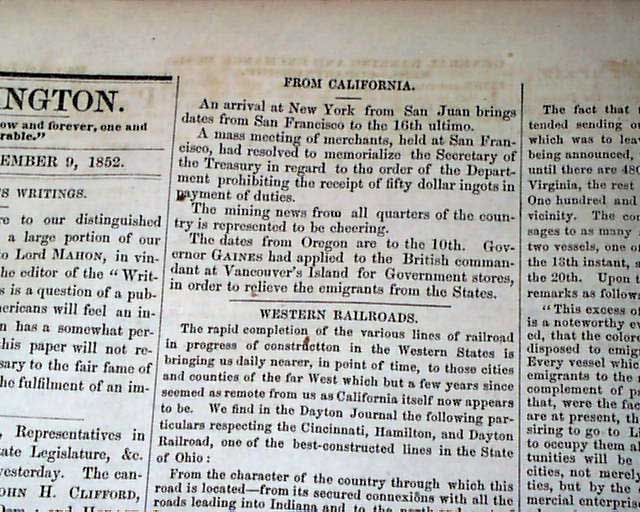 INGTON.
ow and forever, one and
rable."
EMBER 9, 1852.
'S WRITINGS.
re to our distinguished
a large portion of our
o Lord MAHON, in vin-
he editor of the "Writ-
s is a question of a pub-
mericans will feel an in-
n has a somewhat per-
this paper will not re-
sary to the fair fame of
he fulfilment of an im-
, Representatives in
tate Legislature, &c.
yesterday. The can-
OHN H. CLIFFORD,
FROM CALIFORNIA.
An arrival at New York from San Juan brings
dates from San Francisco to the 16th ultimo.
A mass meeting of merchants, held at San Fran-
cisco, had resolved to memorialize the Secretary of
the Treasury in regard to the order of the Depart-
ment prohibiting the receipt of fifty dollar ingots in
payment of duties.
The mining news from all quarters of the coun-
try is represented to be cheering.
The dates from Oregon are to the 10th. Gov-
ernor GAINES had applied to the British comman-
dant at Vancouver's Island for Government stores,
in order to relieve the emigrants from the States.
WESTERN RAILROADS.
The rapid completion of the various lines of railroad
in progress of constructton in the Western States is
bringing us daily nearer, in point of time, to those cities
and counties of the far West which but a few years since
seemed as remote from us as California itself now appears
to be. We find in the Dayton Journal the following par-
ticulars respecting the Cincinnati, Hamilton, and Dayton
Railroad, one of the best-constructed lines in the State
of Ohio:
From the character of the country through which this
road is located—from its secured connexions with all the
roads leading into Indiana and to the
The fact that t
tended sending ou
which was to leav
being announced,
until there are 480
Virginia, the rest
One hundred and
vicinity. The co
sages to as many
two vessels, one of
the 13th instant, a
the 20th. Upon t
remarks as follows
"This excess of
is a noteworthy e
ed, that the colore
disposed to emig
Every vessel which
emigrants to the
complement of p
that, were the fac
are at present, th
siring to go to Li
to occupy them al
tunities will be
cities, not merely
ties, but by the
mercial enterpris